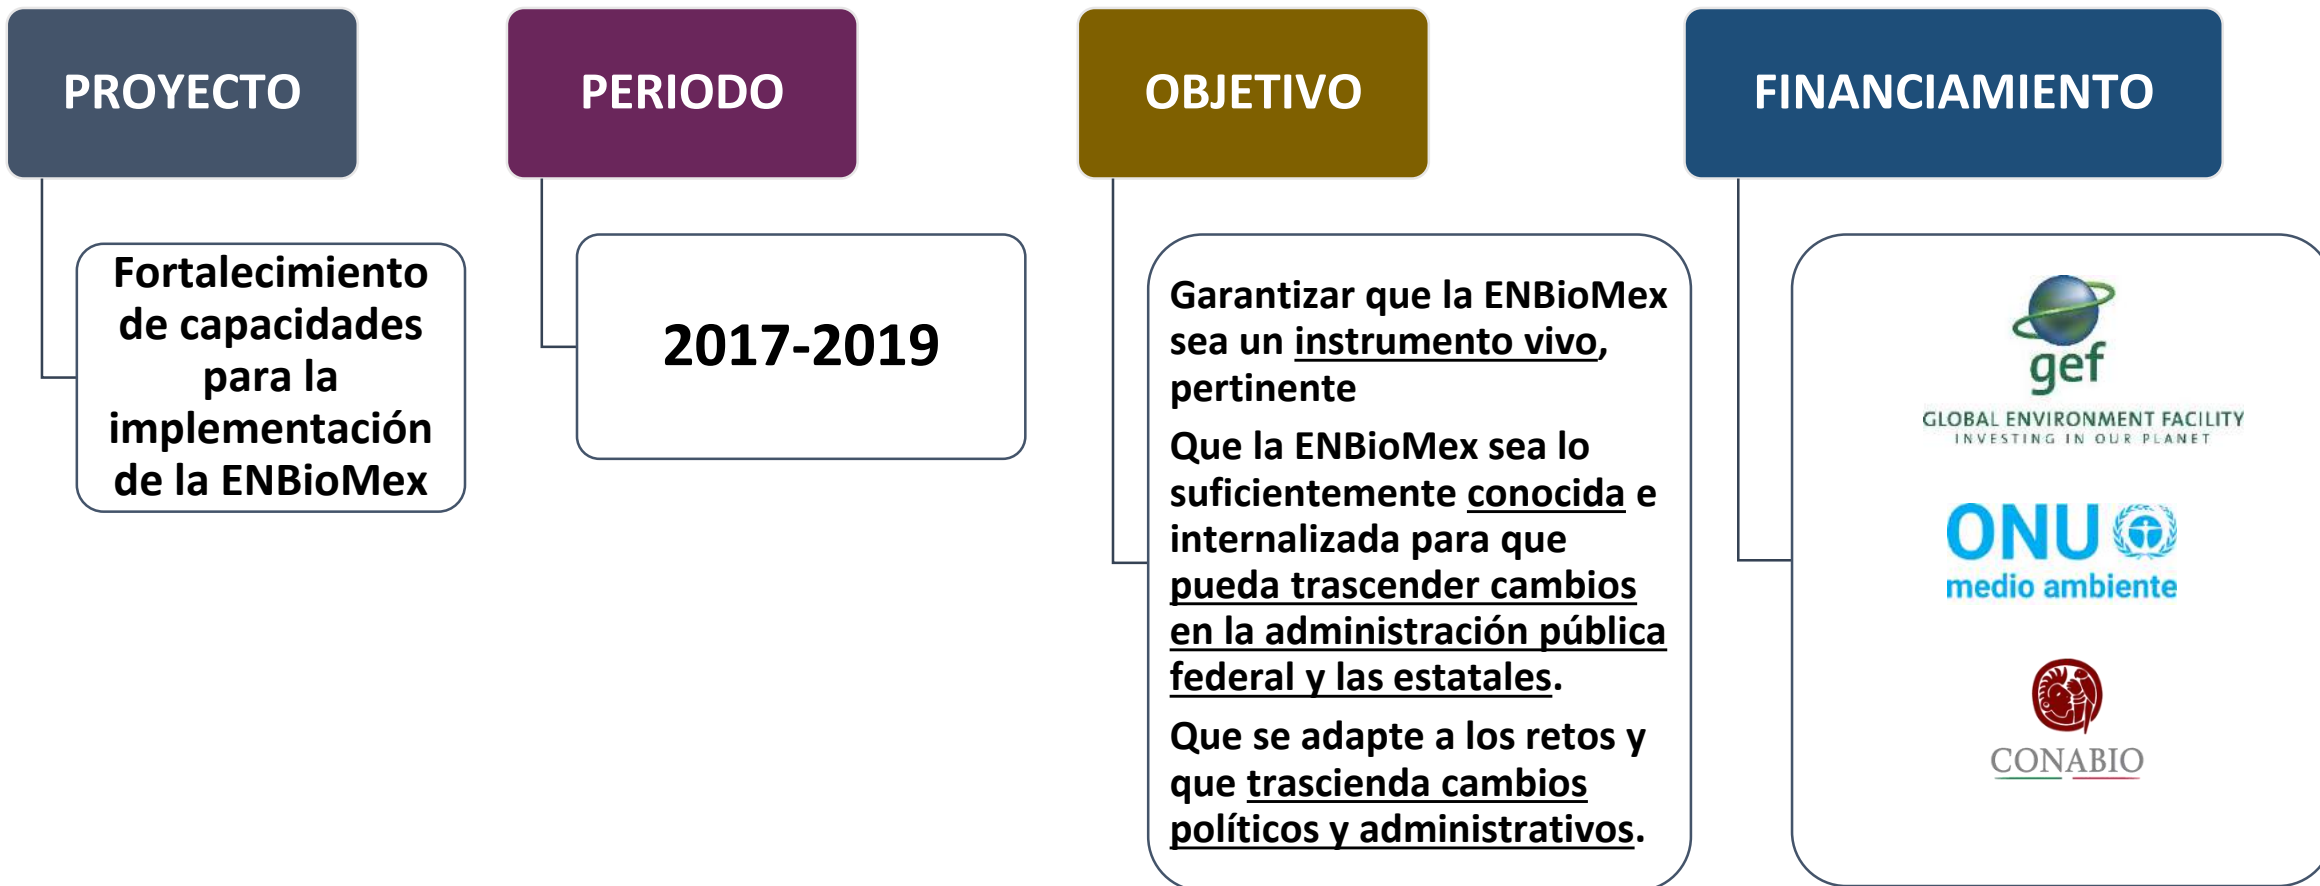 PROYECTO
Fortalecimiento
de capacidades
para la
implementación
de la ENBioMex
PERIODO
2017-2019
OBJETIVO
Garantizar que la ENBioMex
sea un instrumento vivo,
pertinente
Que la ENBioMex sea lo
suficientemente conocida e
internalizada para que
pueda trascender cambios
en la administración pública
federal y las estatales.
Que se adapte a los retos y
que trascienda cambios
políticos y administrativos.
FINANCIAMIENTO
gef
GLOBAL ENVIRONMENT FACILITY
INVESTING IN OUR PLANET
ONU
medio ambiente
CONABIO